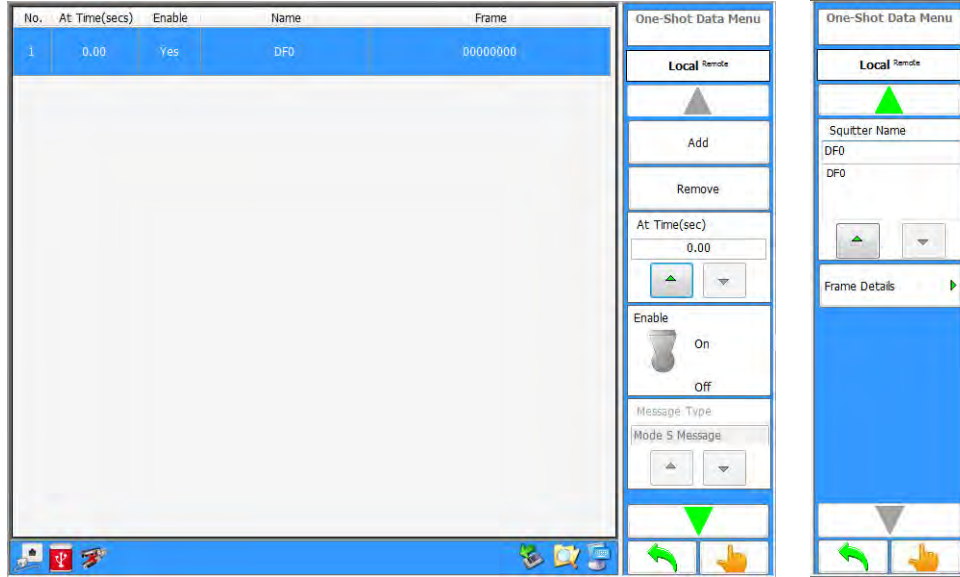 No. At Time(secs) Enable Name Frame
1 0.00 Yes DF0 00000000
One-Shot Data Menu
Local Remote
Add
Remove
At Time(sec)
0.00
Enable
On
Off
Message Type
Mode S Message
One-Shot Data Menu
Local Remote
Squitter Name
DF0
DF0
Frame Details